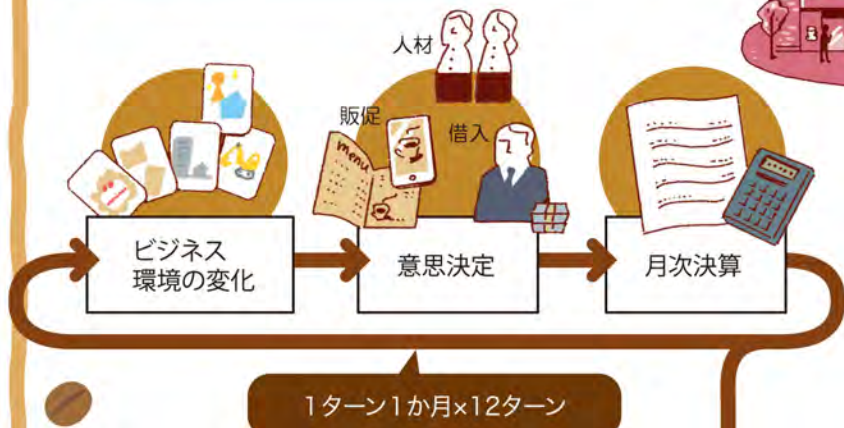 人材
販促
借入
menu
ビジネス
環境の変化
意思決定
月次決算
1ターン1か月×12ターン